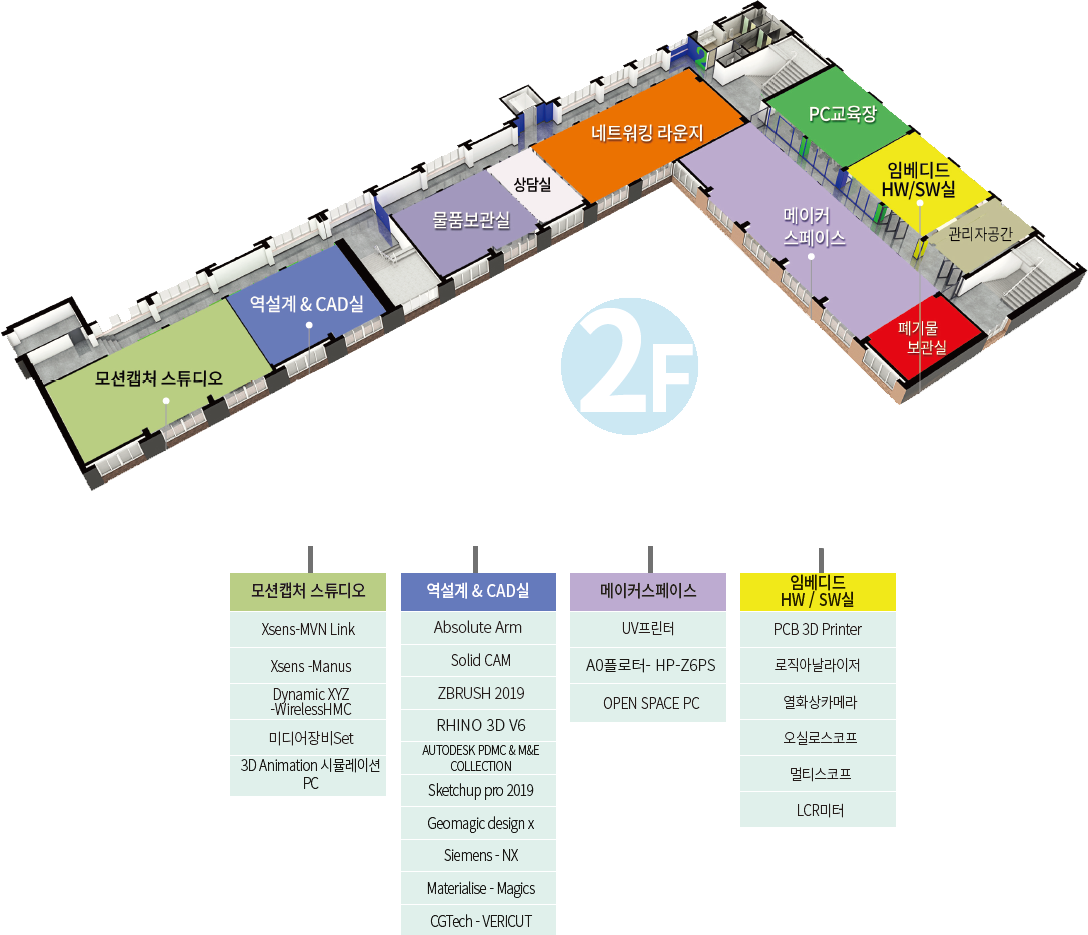 2
PC교육장
네트워킹 라운지
임베디드
HW/SW실
상담실
물품보관실
메이커
스페이스
관리자공간
역설계 & CAD실
폐기물
보관실
모션캡처 스튜디오
2F
모션캡처 스튜디오
Xsens-MVN Link
Xsens -Manus
Dynamic XYZ
-WirelessHMC
미디어장비Set
3D Animation 시뮬레이션
PC
역설계 & CAD실
Absolute Arm
Solid CAM
ZBRUSH 2019
RHINO 3D V6
AUTODESK PDMC & M&E
COLLECTION
Sketchup pro 2019
Geomagic design x
Siemens - NX
Materialise - Magics
CGTech - VERICUT
메이커스페이스
UV프린터
A0플로터- HP-Z6PS
OPEN SPACE PC
임베디드
HW / SW실
PCB 3D Printer
로직아날라이저
열화상카메라
오실로스코프
멀티스코프
LCR미터